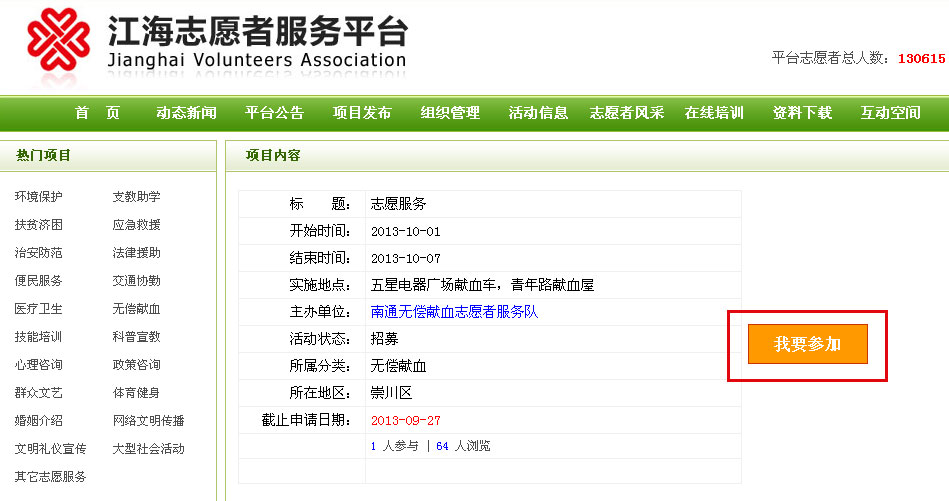 江海志愿者服务平台
Jianghai Volunteers Association
平台志愿者总人数：130615
首 页 动态新闻 平台公告 项目发布 组织管理 活动信息 志愿者风采 在线培训 资料下载 互动空间
热门项目
环境保护 支教助学
扶贫济困 应急救援
治安防范 法律援助
便民服务 交通协勤
医疗卫生 无偿献血
技能培训 科普宣教
心理咨询 政策咨询
群众文艺 体育健身
婚姻介绍 网络文明传播
文明礼仪宣传 大型社会活动
其它志愿服务
项目内容
标 题： 志愿服务
开始时间： 2013-10-01
结束时间： 2013-10-07
实施地点： 五星电器广场献血车，青年路献血屋
主办单位： 南通无偿献血志愿者服务队
活动状态： 招募
所属分类： 无偿献血
所在地区： 崇川区
截止申请日期： 2013-09-27
1 人参与 | 64 人浏览
我要参加